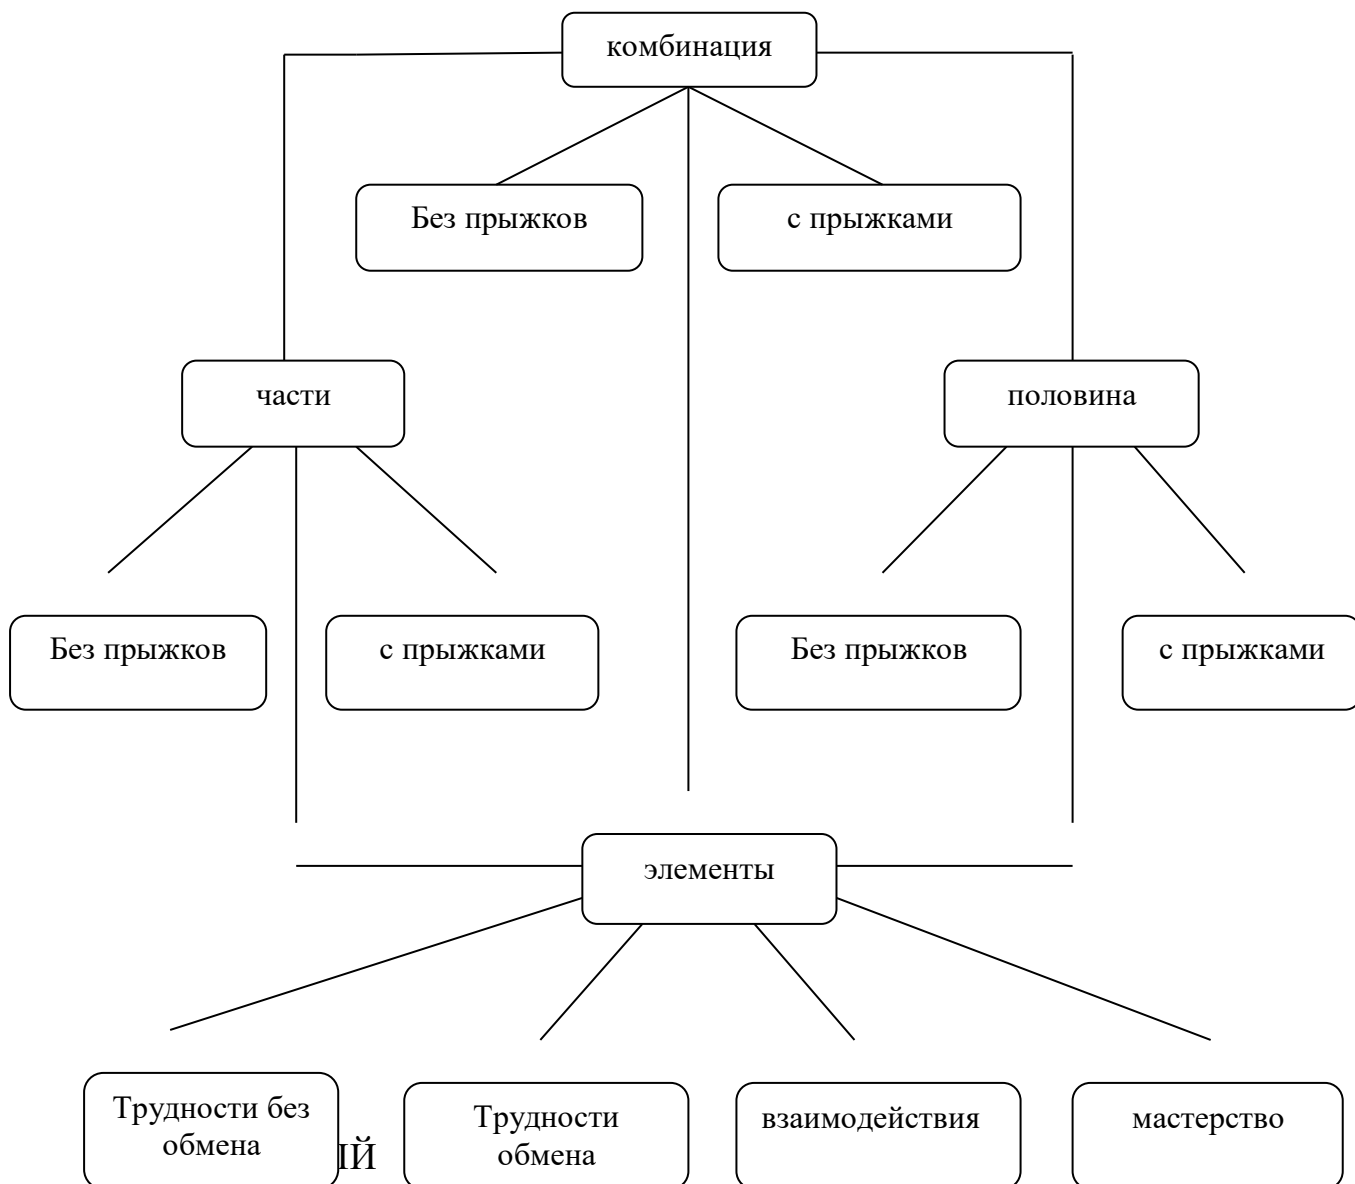 комбинация
Без прыжков
с прыжками
части
половина
Без прыжков
с прыжками
Без прыжков
с прыжками
элементы
Трудности без
обмена
Трудности
обмена
взаимодействия
мастерство